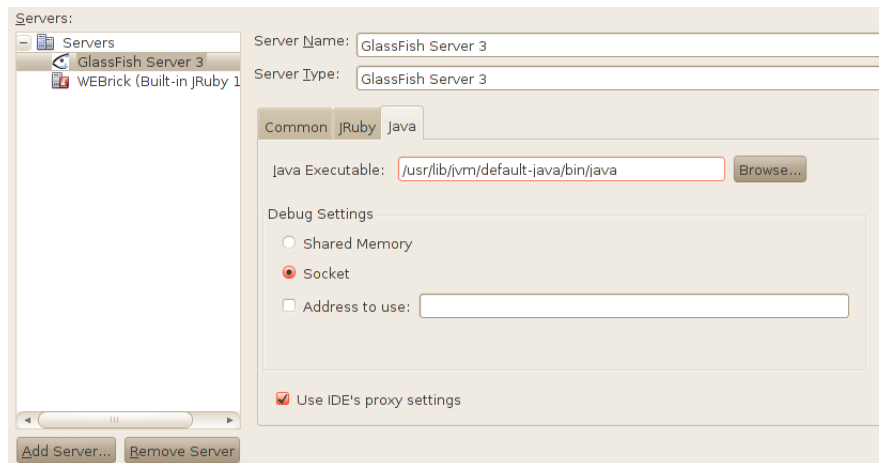 Servers:
Servers
GlassFish Server 3
WEBrick (Built-in JRuby 1
Add Server...
Remove Server
Server Name: GlassFish Server 3
Server Type: GlassFish Server 3
Common JRuby Java
Java Executable: /usr/lib/jvm/default-java/bin/java Browse...
Debug Settings
Shared Memory
Socket
Address to use:
Use IDE's proxy settings